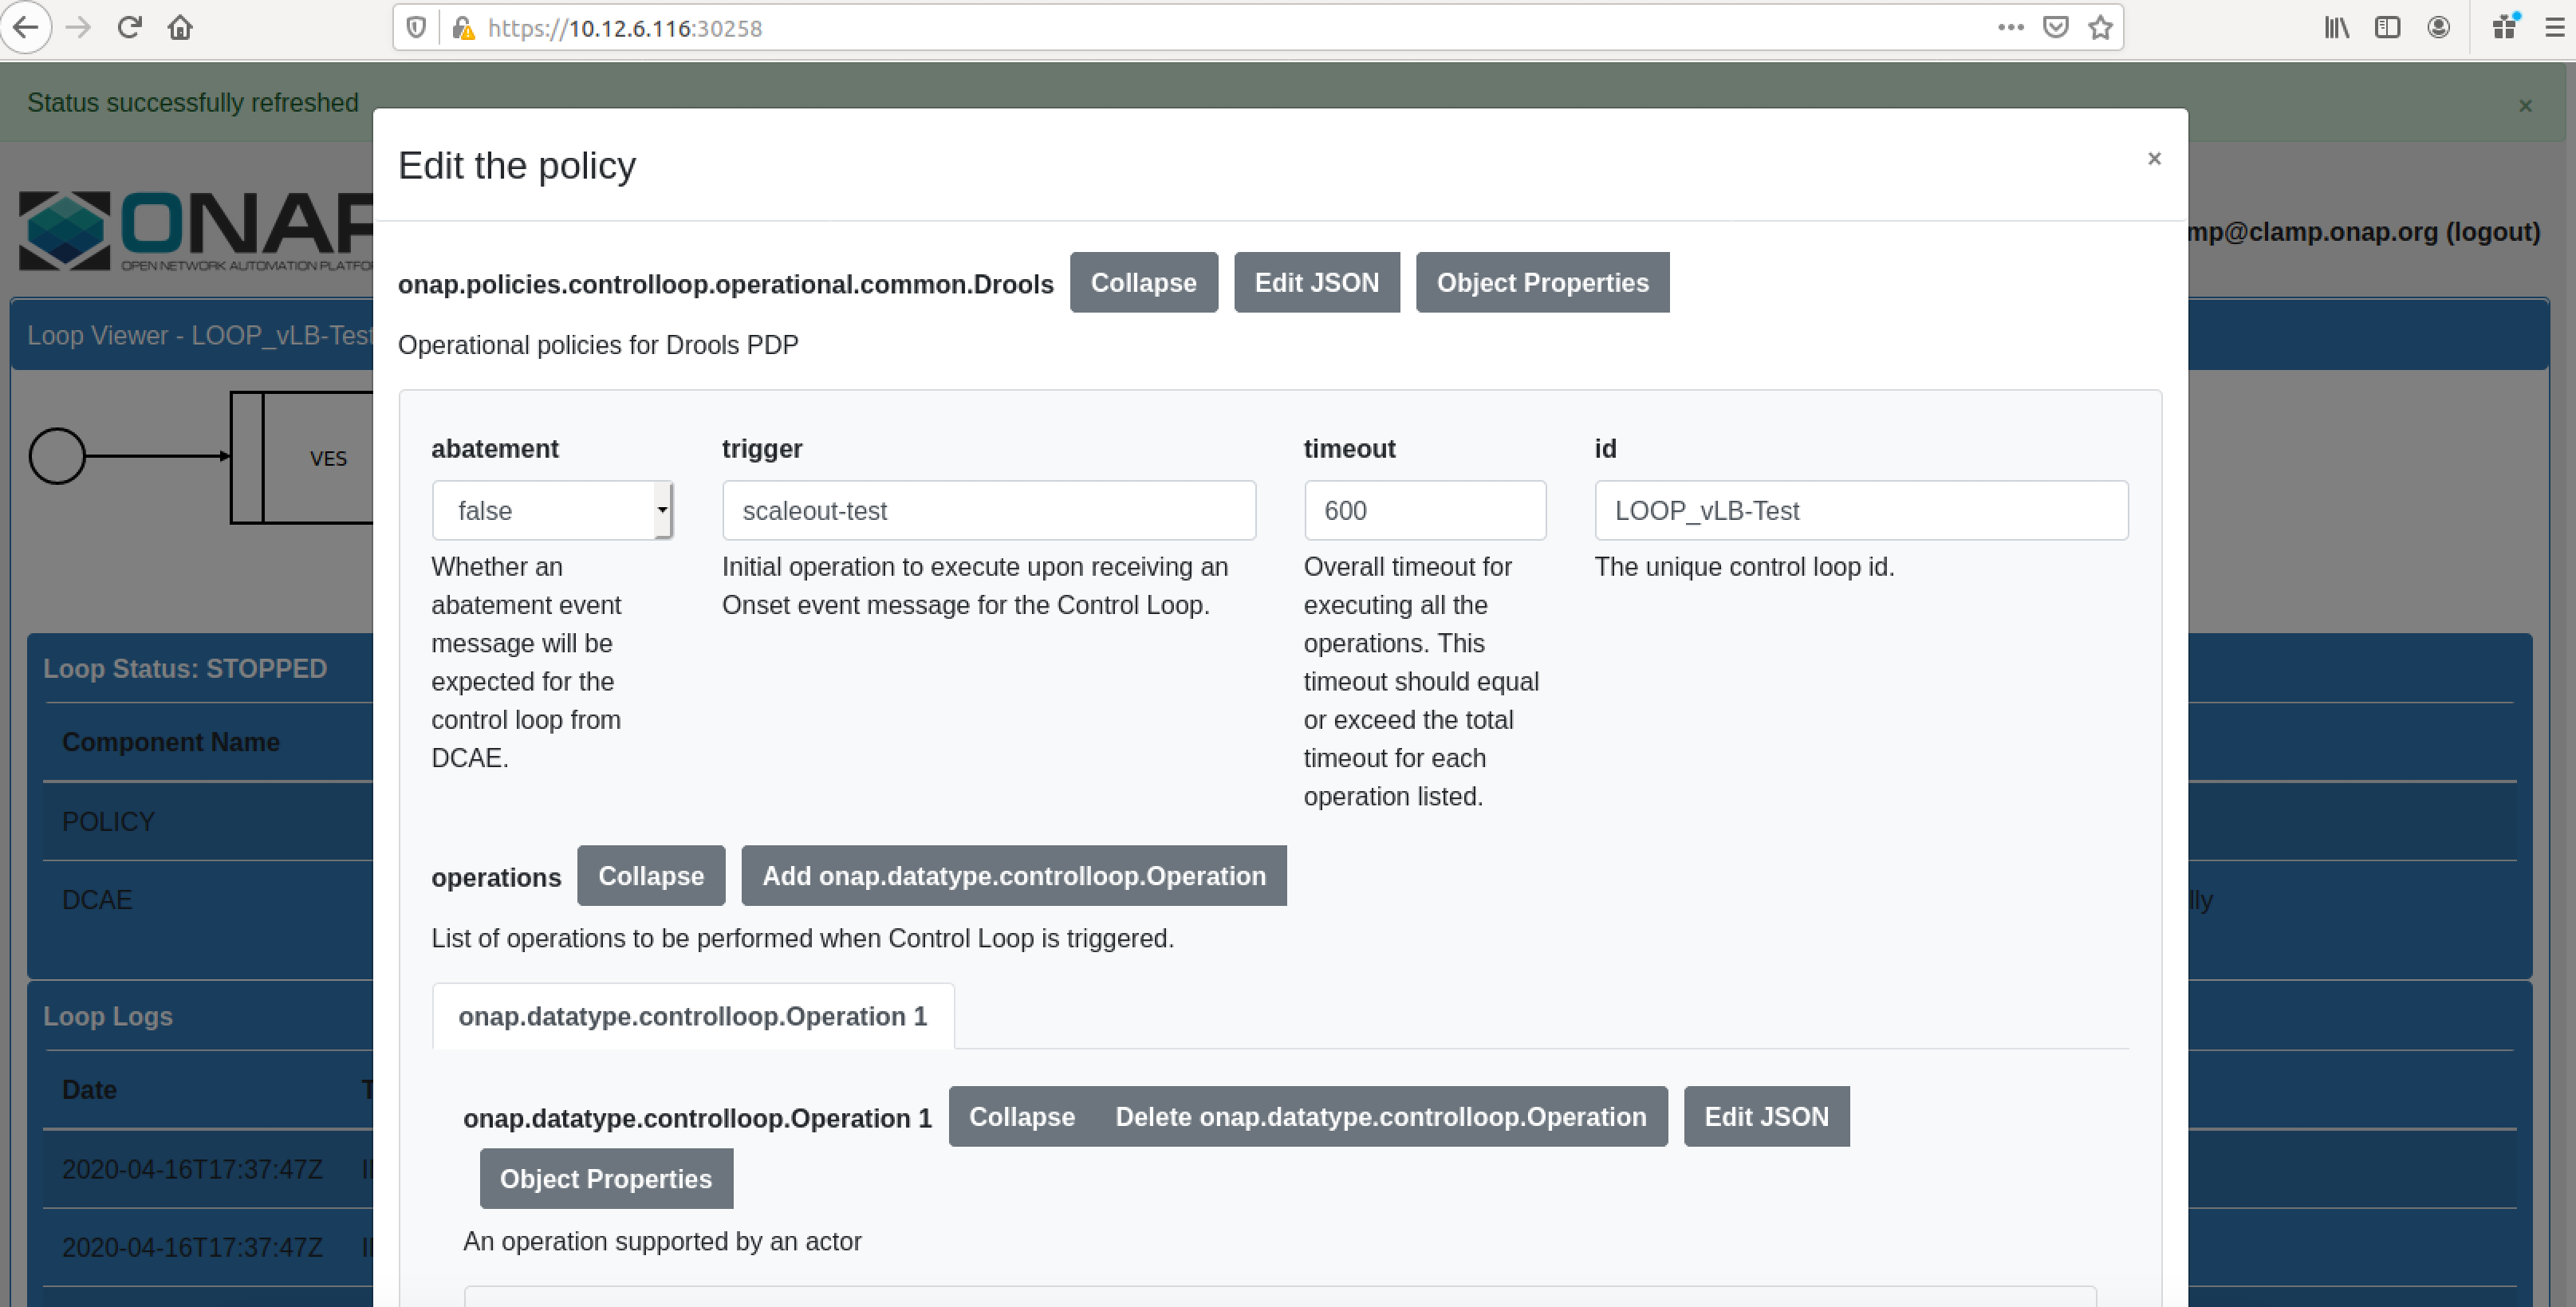 https://10.12.6.116:30258
Status successfully refreshed
×
Edit the policy
×
ONAP
OPEN NETWORK AUTOMATION PLATFO
mp@clamp.onap.org (logout)
onap.policies.controlloop.operational.common.Drools Collapse Edit JSON Object Properties
Loop Viewer - LOOP_vLB-Test
Operational policies for Drools PDP
VES
abatement trigger timeout id
false scaleout-test 600 LOOP_vLB-Test
Whether an
abatement event
message will be
expected for the
control loop from
DCAE.
Initial operation to execute upon receiving an
Onset event message for the Control Loop.
Overall timeout for
executing all the
operations. This
timeout should equal
or exceed the total
timeout for each
operation listed.
The unique control loop id.
Loop Status: STOPPED
Component Name
POLICY
DCAE
lly
operations Collapse Add onap.datatype.controlloop.Operation
List of operations to be performed when Control Loop is triggered.
onap.datatype.controlloop.Operation 1
Loop Logs
Date T
2020-04-16T17:37:47Z
2020-04-16T17:37:47Z
onap.datatype.controlloop.Operation 1 Collapse Delete onap.datatype.controlloop.Operation Edit JSON
Object Properties
An operation supported by an actor